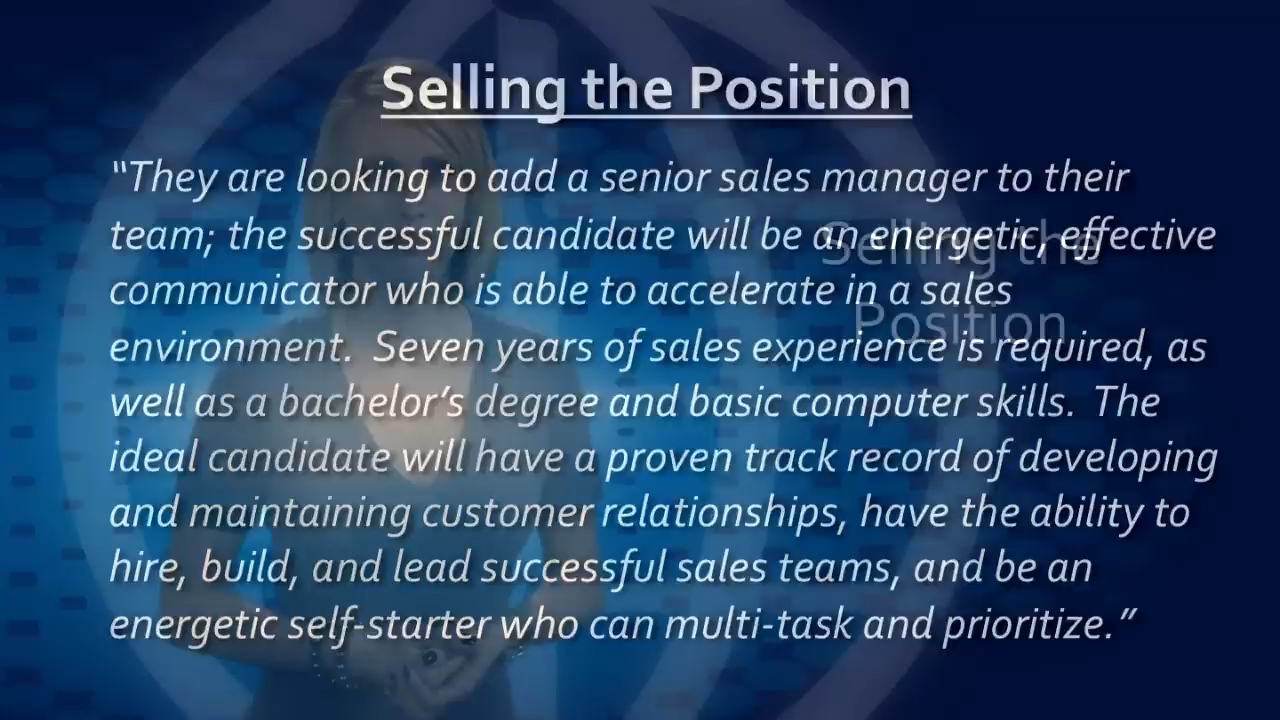 Selling the Position
“They are looking to add a senior sales manager to their
team; the successful candidate will be an energetic, effective
communicator who is able to accelerate in a sales
environment.  Seven years of sales experience is required, as
well as a bachelor’s degree and basic computer skills.  The
ideal candidate will have a proven track record of developing
and maintaining customer relationships, have the ability to
hire, build, and lead successful sales teams, and be an
energetic self-starter who can multi-task and prioritize.”
Selling the
Position